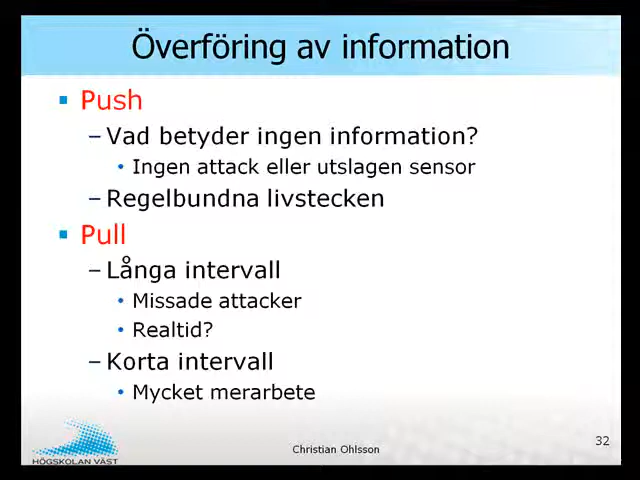 Överföring av information
Push
– Vad betyder ingen information?
• Ingen attack eller utslagen sensor
– Regelbundna livstecken
Pull
– Långa intervall
• Missade attacker
• Realtid?
– Korta intervall
• Mycket merarbete
HÖGSKOLAN VÄST
Christian Ohlsson
32